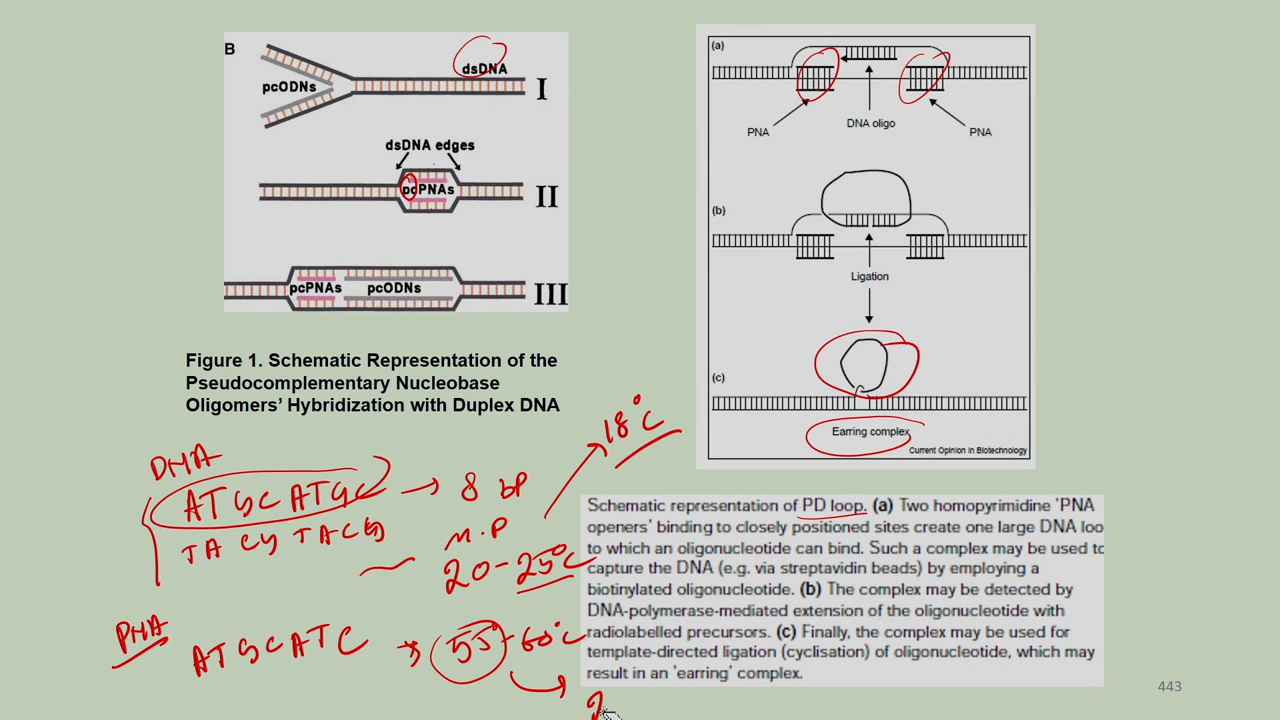 B
dsDNA
pcODNs
I
dsDNA edges
pcPNAs
II
pcPNAs pcODNs
III
Figure 1. Schematic Representation of the
Pseudocomplementary Nucleobase
Oligomers' Hybridization with Duplex DNA
(a)
PNA
DNA oligo
PNA
(b)
Ligation
(c)
Earring complex
Current Opinion in Biotechnology
Schematic representation of PD loop. (a) Two homopyrimidine 'PNA
openers' binding to closely positioned sites create one large DNA loo
to which an oligonucleotide can bind. Such a complex may be used to
capture the DNA (e.g. via streptavidin beads) by employing a
biotinylated oligonucleotide. (b) The complex may be detected by
DNA-polymerase-mediated extension of the oligonucleotide with
radiolabelled precursors. (c) Finally, the complex may be used for
template-directed ligation (cyclisation) of oligonucleotide, which may
result in an 'earring' complex.
DNA
ATGCATGC → 8 bp
TACGTACG
M.P
20-25°C
18°C
PNA
ATGCATC → 55°-60°C
2
443